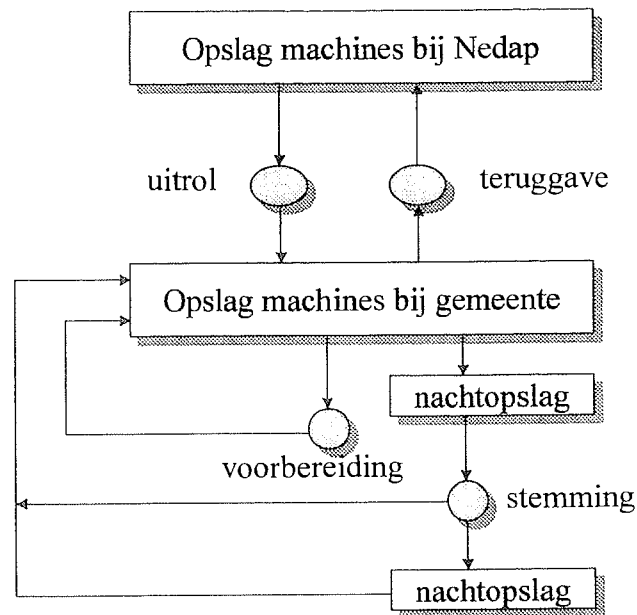 Opslag machines bij Nedap
uitrol
teruggave
Opslag machines bij gemeente
nachtopslag
voorbereiding
stemming
nachtopslag